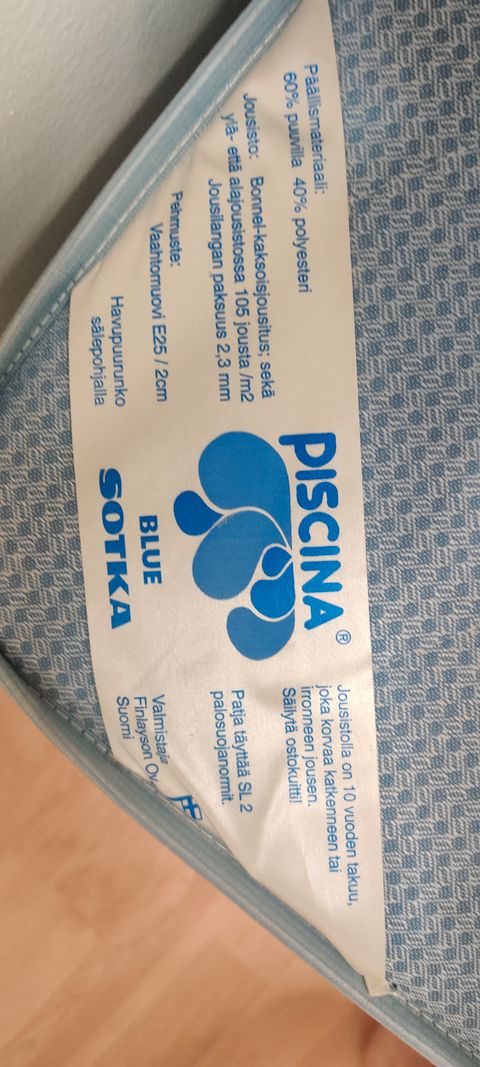 Päällismateriaali:
60% puuvilla 40% polyesteri
Jousisto: Bonnel-kaksoisjousitus; sekä
ylä- että alajousistossa 105 jousta /m2
Jousilangan paksuus 2,3 mm
Pehmuste:
Vaahtomuovi E25 / 2cm
Havupuurunko
sälepohjalla
PISCINA®
BLUE
SOTKA
Jousistolla on 10 vuoden takuu,
joka korvaa katkenneen tai
irronneen jousen.
Säilytä ostokuitti!
Patja täyttää SL 2
palosuojanormit.
Valmistaja
Finlayson Oy
Suomi